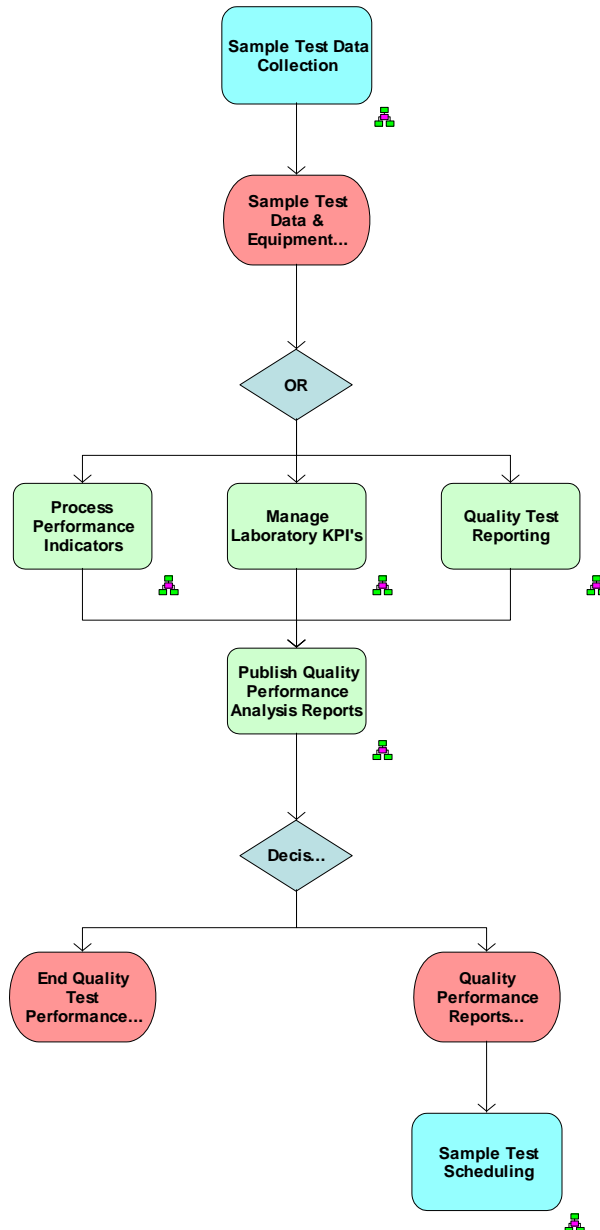 Sample Test Data
Collection
Sample Test
Data &
Equipment...
OR
Process
Performance
Indicators
Manage
Laboratory KPI's
Quality Test
Reporting
Publish Quality
Performance
Analysis Reports
Decis...
End Quality
Test
Performance...
Quality
Performance
Reports...
Sample Test
Scheduling